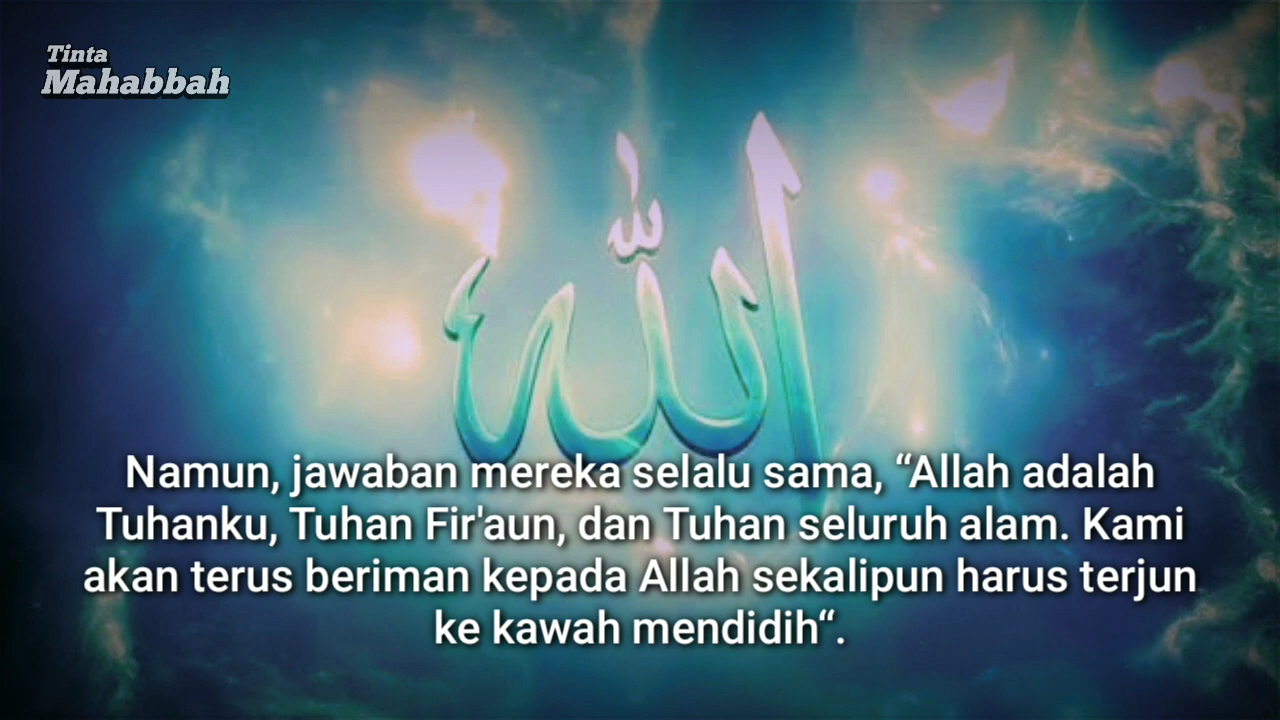 Tinta
Mahabbah
الله
Namun, jawaban mereka selalu sama, “Allah adalah
Tuhanku, Tuhan Fir'aun, dan Tuhan seluruh alam. Kami
akan terus beriman kepada Allah sekalipun harus terjun
ke kawah mendidih“.